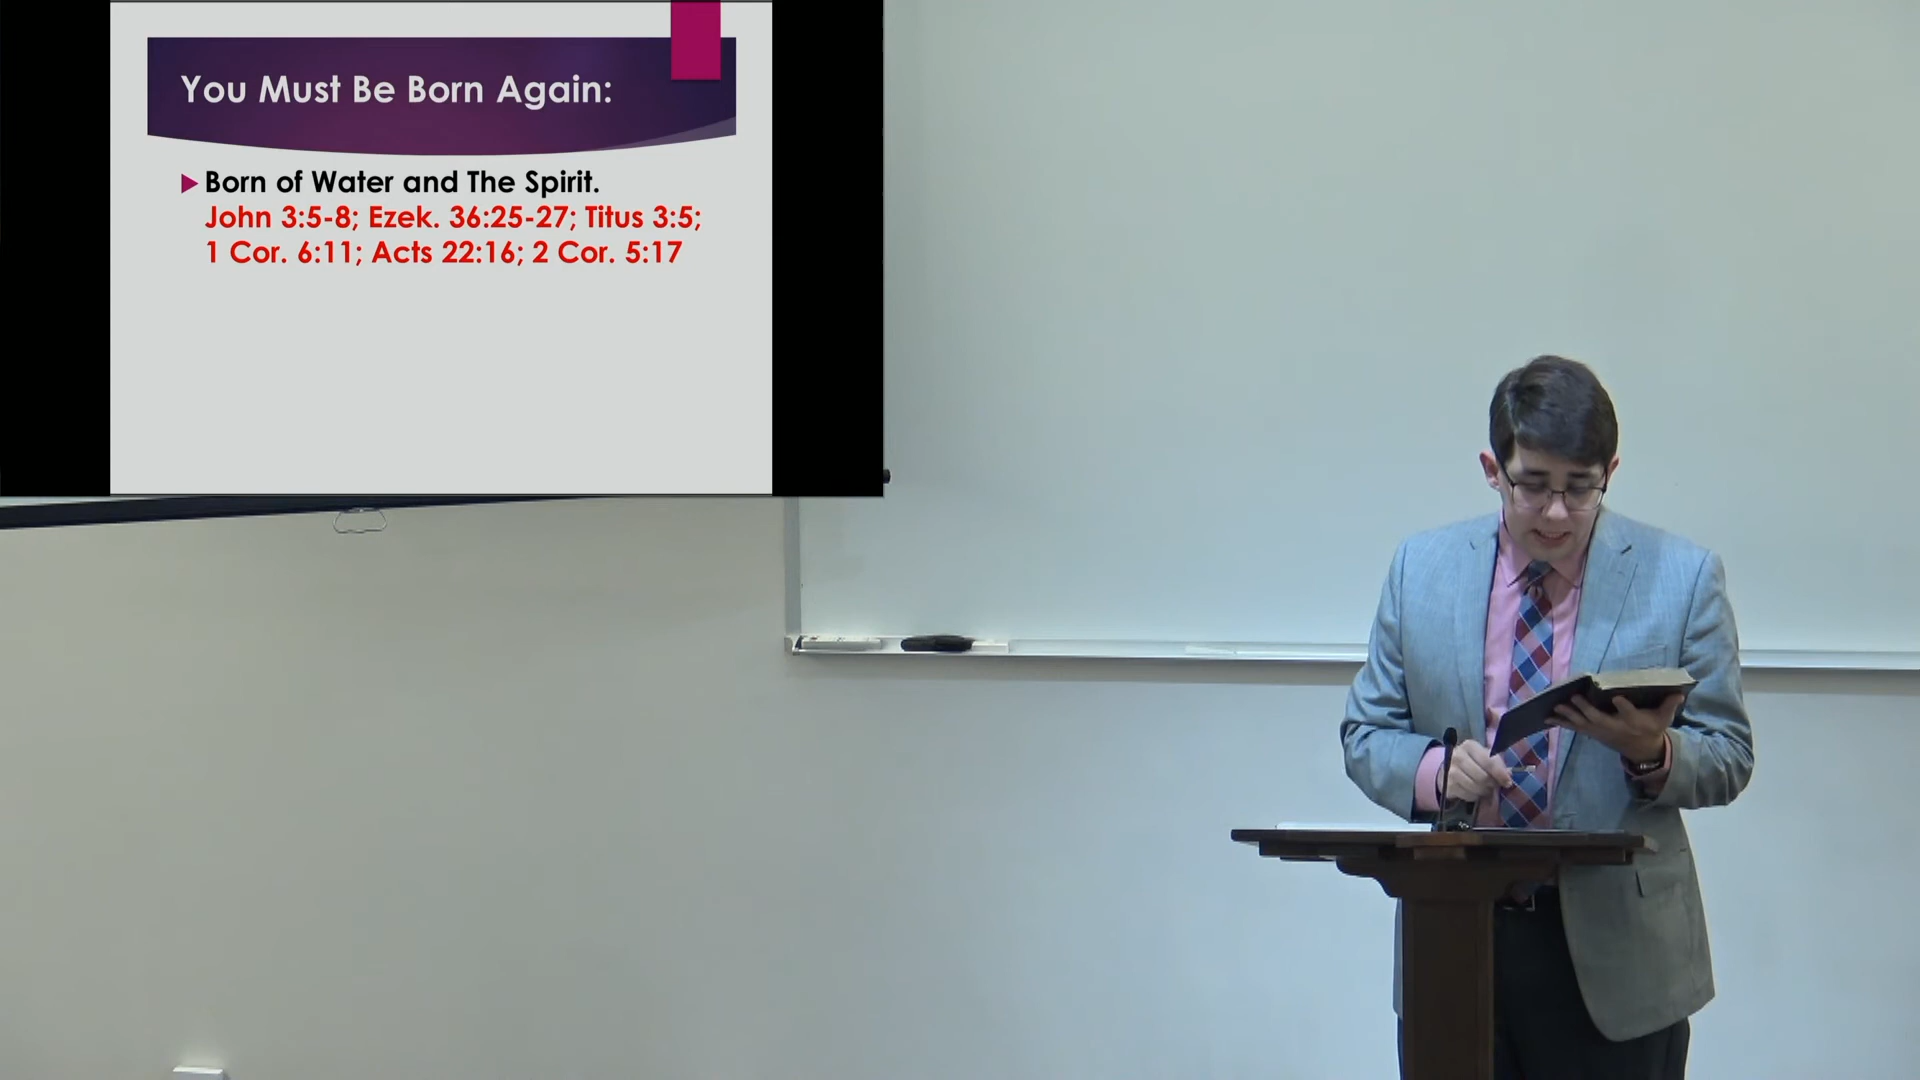 You Must Be Born Again:
Born of Water and The Spirit.
John 3:5-8; Ezek. 36:25-27; Titus 3:5;
1 Cor. 6:11; Acts 22:16; 2 Cor. 5:17